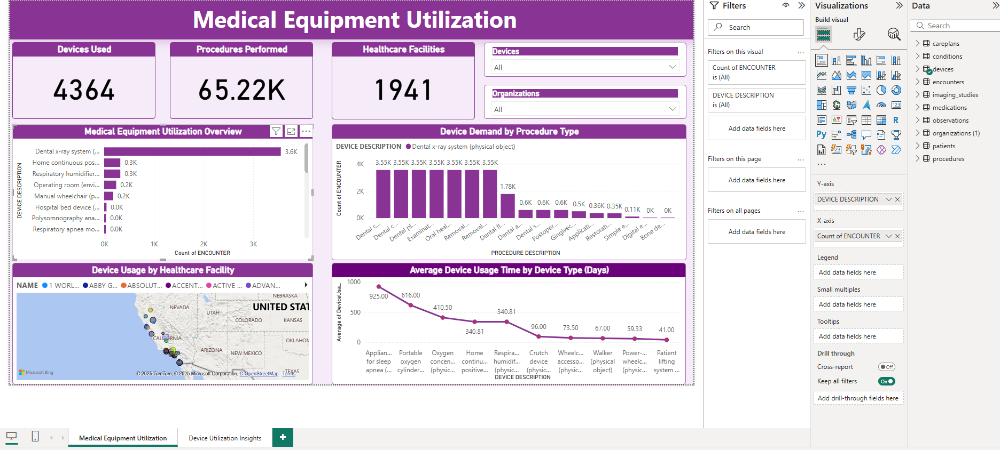 Medical Equipment Utilization
Devices Used
4364
Procedures Performed
65.22K
Healthcare Facilities
1941
Devices
All
Organizations
All
Medical Equipment Utilization Overview
DEVICE DESCRIPTION
Dental x-ray system (... 3.6K
Home continuous pos... 0.3K
Respiratory humidifier... 0.3K
Operating room (envi... 0.2K
Manual wheelchair (p... 0.2K
Hospital bed device (... 0.0K
Polysomnography ana... 0.0K
Respiratory apnea mo... 0.0K
0K 1K 2K 3K
Count of ENCOUNTER
Device Demand by Procedure Type
DEVICE DESCRIPTION Dental x-ray system (physical object)
Count of ENCOUNTER
4K
2K
0K
3.55K 3.55K 3.55K 3.55K 3.55K 3.55K 3.55K 1.78K 0.6K 0.6K 0.6K 0.5K 0.36K 0.35K 0.11K 0K 0K
Dental c... Dental c... Dental pl... Examinat... Oral heal... Removal... Removal... Dental fl... Dental a... Dental s... Postoper... Gingivec... Applicati... Restorati... Simple e... Digital e... Bone de...
PROCEDURE DESCRIPTION
Device Usage by Healthcare Facility
NAME 1 WORL... ABBY G... ABSOLUT... ACCENT... ACTIVE ... ADVAN...
NEBRASKA
NEVADA
UNITED STAT
UTAH
COLORADO
KANSAS
CALIFORNIA
OKLAHOM
ARIZONA
NEW MEXICO
TEXAS
Microsoft Bing
© 2025 TomTom, © 2025 Microsoft Corporation, © OpenStreetMap Terms
Average Device Usage Time by Device Type (Days)
Average of DeviceUsa...
1000
500
0
925.00 616.00 410.50 340.81 340.81 96.00 73.50 67.00 59.33 41.00
Applian... for sleep apnea (...
Portable oxygen cylinder...
Oxygen concen... (physic...
Home continu... positive...
Respira... humidif... (physic...
Crutch device (physic...
Wheelc... accesso... (physic...
Walker (physical object)
Power-... wheelc... (physic...
Patient lifting system ...
DEVICE DESCRIPTION
Medical Equipment Utilization
Device Utilization Insights
+
Filters
Search
Filters on this visual ...
Count of ENCOUNTER
is (All)
DEVICE DESCRIPTION
is (All)
Add data fields here
Filters on this page ...
Add data fields here
Filters on all pages ...
Add data fields here
Visualizations
Build visual
123
R
Py
123
...
Y-axis
DEVICE DESCRIPTION
X-axis
Count of ENCOUNTER
Legend
Add data fields here
Small multiples
Add data fields here
Tooltips
Add data fields here
Drill through
Cross-report Off
Keep all filters On
Add drill-through fields here
Data
Search
careplans
conditions
devices
encounters
imaging_studies
medications
observations
organizations (1)
patients
procedures